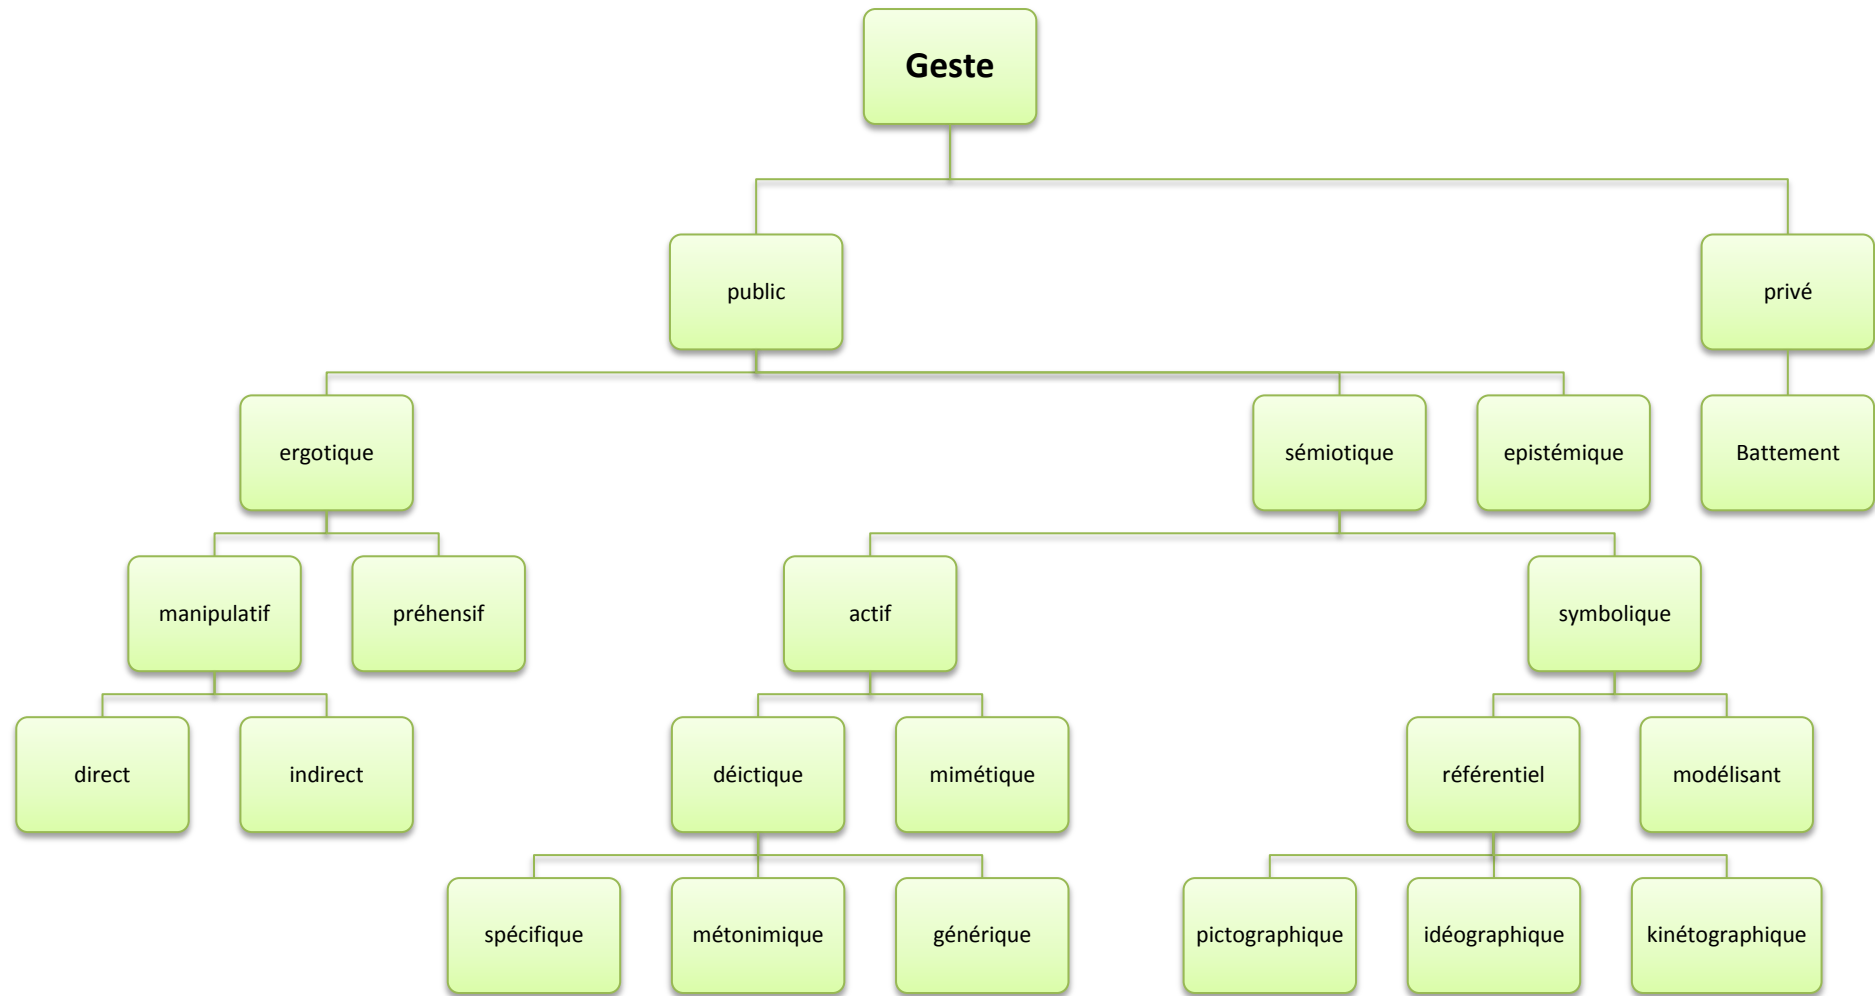 Geste
public
privé
ergotique
sémiotique
epistémique
Battement
manipulatif
préhensif
actif
symbolique
direct
indirect
déictique
mimétique
référentiel
modélisant
spécifique
métonimique
générique
pictographique
idéographique
kinétographique